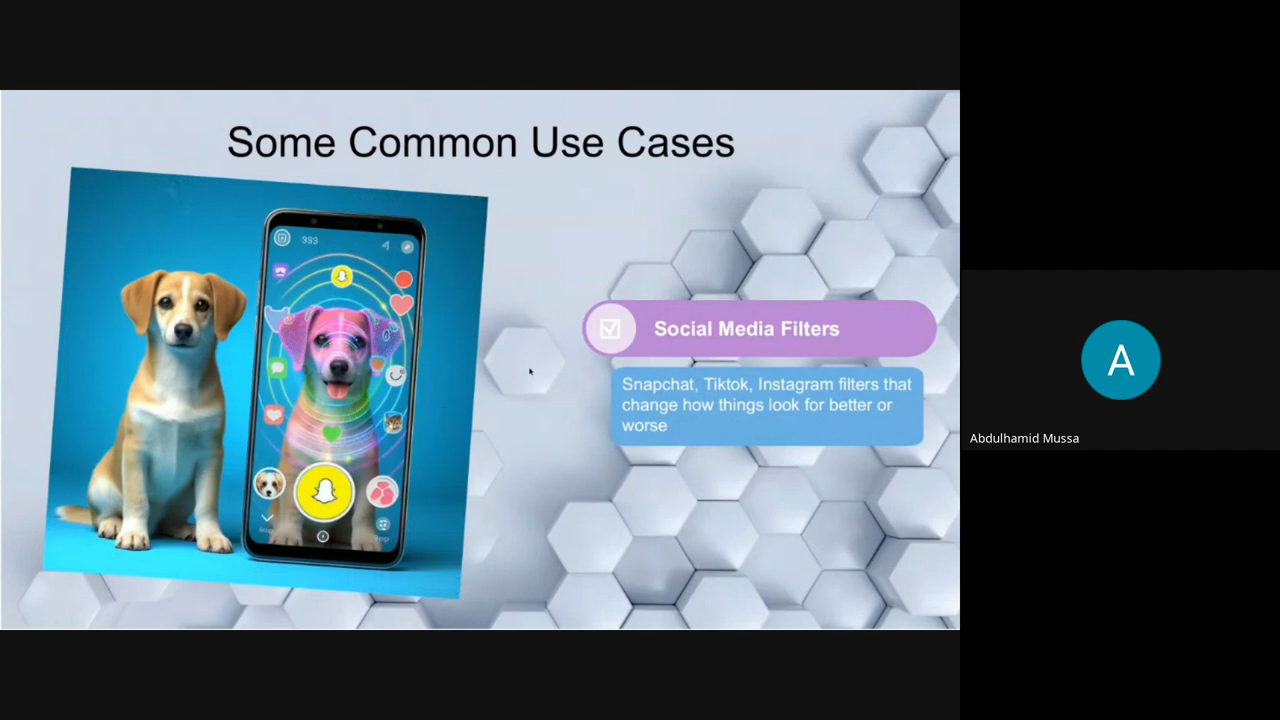 Some Common Use Cases
993
Social Media Filters
Snapchat, Tiktok, Instagram filters that
change how things look for better or
worse
A
Abdulhamid Mussa